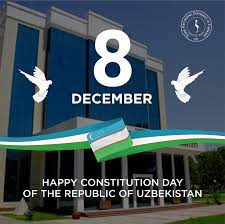 8
DECEMBER
HAPPY CONSTITUTION DAY
OF THE REPUBLIC OF UZBEKISTAN